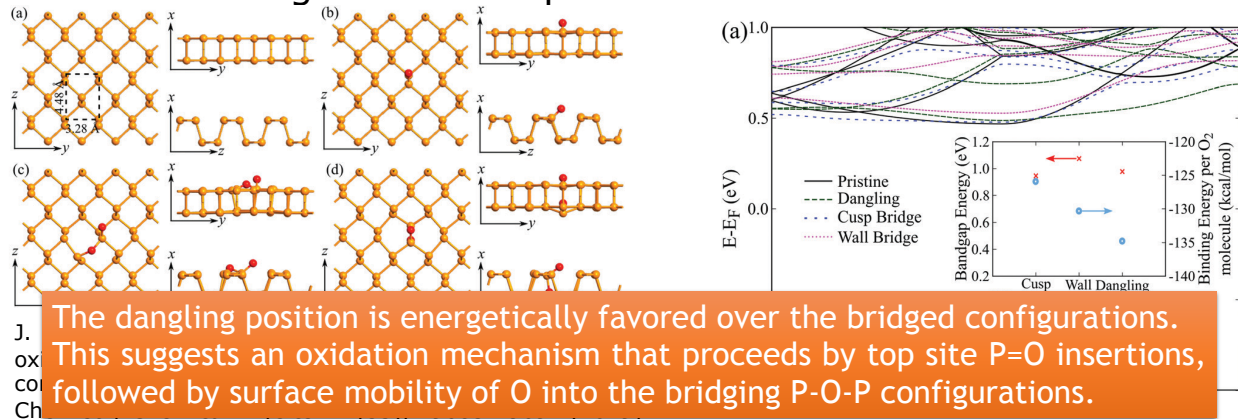 (a)
x
y
z
4.48 Å
3.28 Å
y
x
z
(b)
x
y
z
y
x
z
(c)
x
y
z
x
(d)
x
y
z
x
(a)
1.0
0.5
0.0
E-E_F (eV)
Pristine
Dangling
Cusp Bridge
Wall Bridge
1.2
1.0
0.8
0.6
0.4
0.2
Bandgap Energy (eV)
-120
-125
-130
-135
-140
Binding Energy per O₂
molecule (kcal/mol)
Cusp Wall Dangling
The dangling position is energetically favored over the bridged configurations.
This suggests an oxidation mechanism that proceeds by top site P=O insertions,
followed by surface mobility of O into the bridging P-O-P configurations.
J.